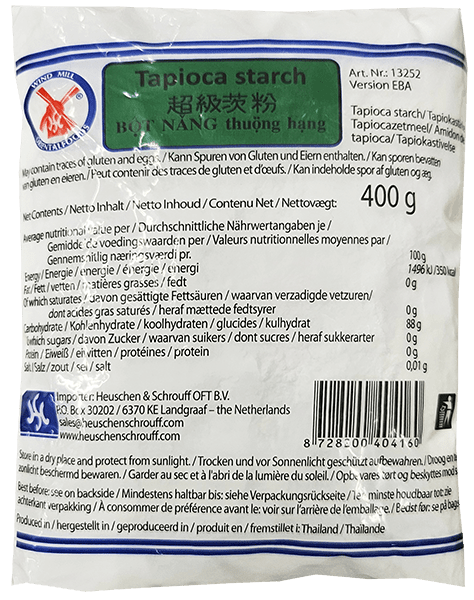 WIND MILL
ORIENTAL FOODS
®
Tapioca starch
超級茨粉
BỘT NĂNG thuộng hạng
Art. Nr.: 13252
Version EBA
Tapioca starch/ Tapiokastive
Tapiocazetmeel/ Amidon de
tapioca/ Tapiokastivelse
May contain traces of gluten and eggs./ Kann Spuren von Gluten und Eiern enthalten./ Kan sporen bevatten
van gluten en eieren./ Peut contenir des traces de gluten et d'œufs./ Kan indeholde spor af gluten og æg.
Net Contents / Netto Inhalt / Netto Inhoud / Contenu Net / Nettovægt: 400 g
Average nutritional value per / Durchschnittliche Nährwertangaben je /
Gemiddelde voedingswaarden per / Valeurs nutritionnelles moyennes par /
Gennemsnitlig næringsværdi pr. 100 g
Energy / Energie / energie / énergie / energi 1496 kJ /350 kcal
Fat / Fett / vetten / matières grasses / fedt 0 g
Of which saturates / davon gesättigte Fettsäuren / waarvan verzadigde vetzuren/
dont acides gras saturés / heraf mættede fedtsyrer 0 g
Carbohydrate / Kohlenhydrate / koolhydraten / glucides / kulhydrat 88 g
Of which sugars / davon Zucker / waarvan suikers / dont sucres / heraf sukkerarter 0 g
Protein / Eiweiß / eiwitten / protéines / protein 0 g
Salt / Salz / zout / sel / salt 0,01 g
Importer: Heuschen & Schrouff OFT B.V.
P.O. Box 30202 / 6370 KE Landgraaf – the Netherlands
sales@heuschenschrouff.com
www.heuschenschrouff.com
8 728200 404160
Store in a dry place and protect from sunlight. / Trocken und vor Sonnenlicht geschützt aufbewahren. / Droog en
zonlicht beschermd bewaren. / Garder au sec et à l'abri de la lumière du soleil. / Opbevares tørt og beskyttes mod
Best before: see on backside / Mindestens haltbar bis: siehe Verpackungsrückseite / Ten minste houdbaar tot: zie
achterkant verpakking / À consommer de préférence avant le: voir sur l'arrière de l'emballage. / Bedst før: se på
Produced in / hergestellt in / geproduceerd in / produit en / fremstillet i: Thailand / Thaïlande